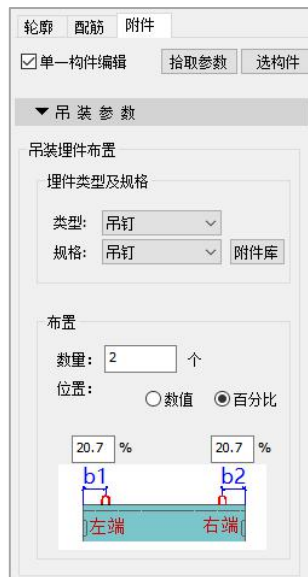 轮廓 配筋 附件
单一构件编辑 拾取参数 选构件
吊装参数
吊装埋件布置
埋件类型及规格
类型: 吊钉
规格: 吊钉 附件库
布置
数量: 2 个
位置: 数值 百分比
20.7 % 20.7 %
b1 b2
左端 右端